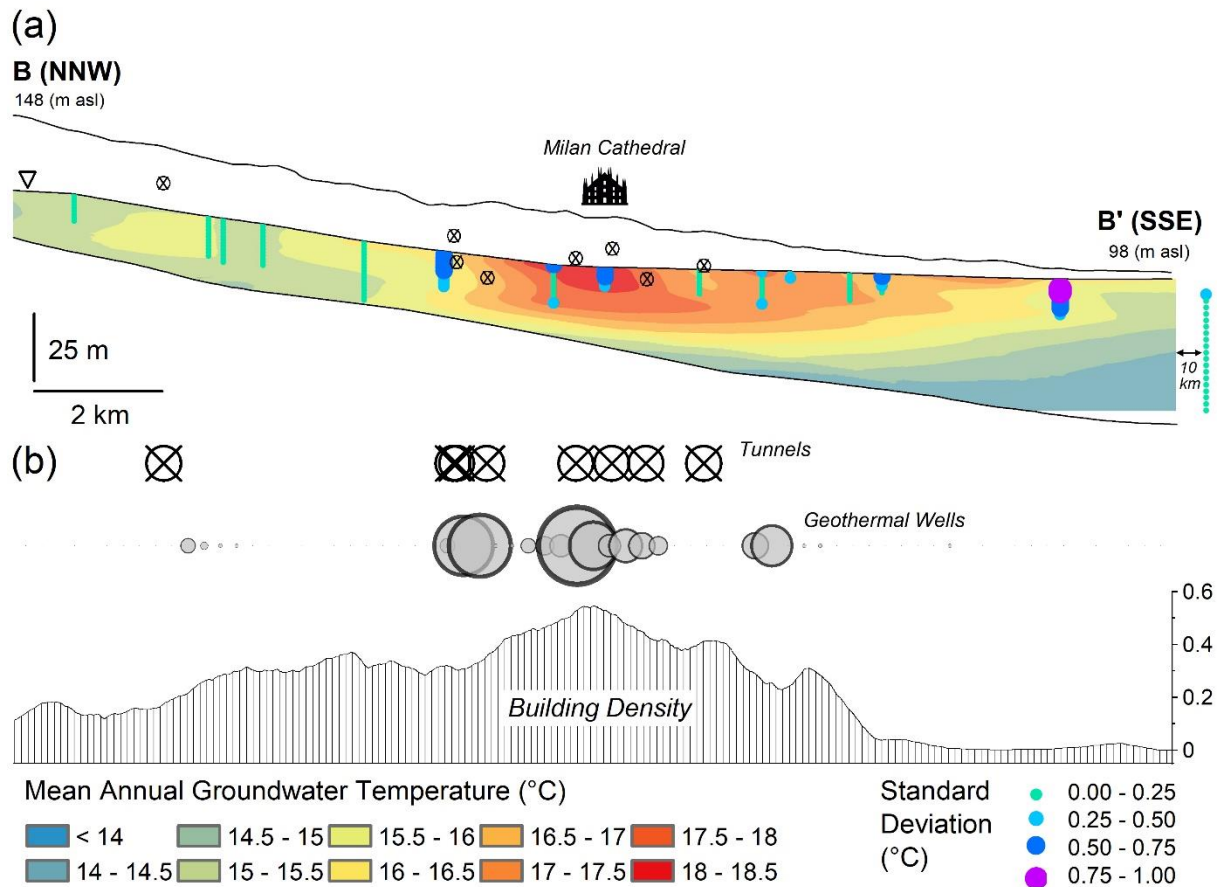 (a)
B (NNW)
148 (m asl)
Milan Cathedral
B' (SSE)
98 (m asl)
25 m
2 km
10
km
(b)
Tunnels
Geothermal Wells
0.6
0.4
0.2
0
Building Density
Mean Annual Groundwater Temperature (°C)
< 14
14.5 - 15
15.5 - 16
16.5 - 17
17.5 - 18
14 - 14.5
15 - 15.5
16 - 16.5
17 - 17.5
18 - 18.5
Standard
Deviation
(°C)
0.00 - 0.25
0.25 - 0.50
0.50 - 0.75
0.75 - 1.00